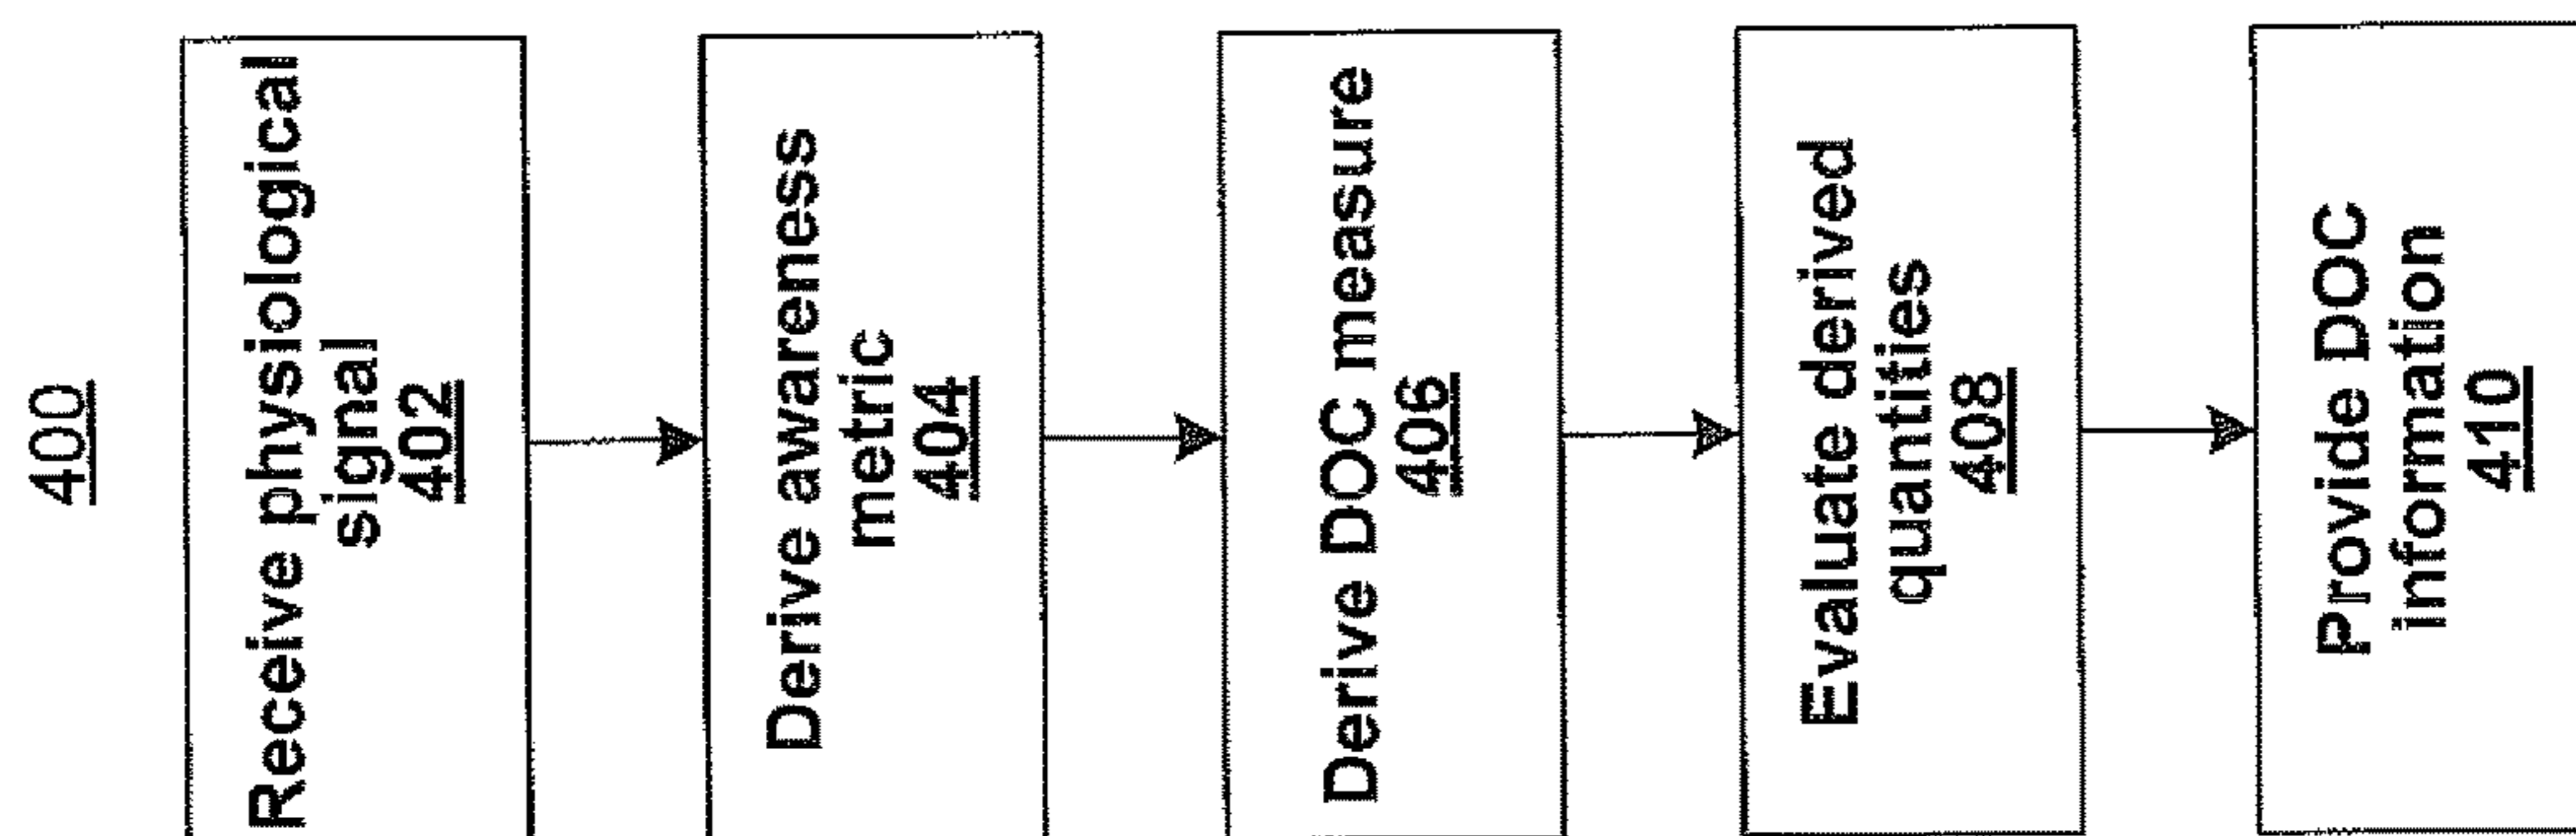 400
Receive physiological
signal
402
Derive awareness
metric
404
Derive DOC measure
406
Evaluate derived
quantities
408
Provide DOC
information
410